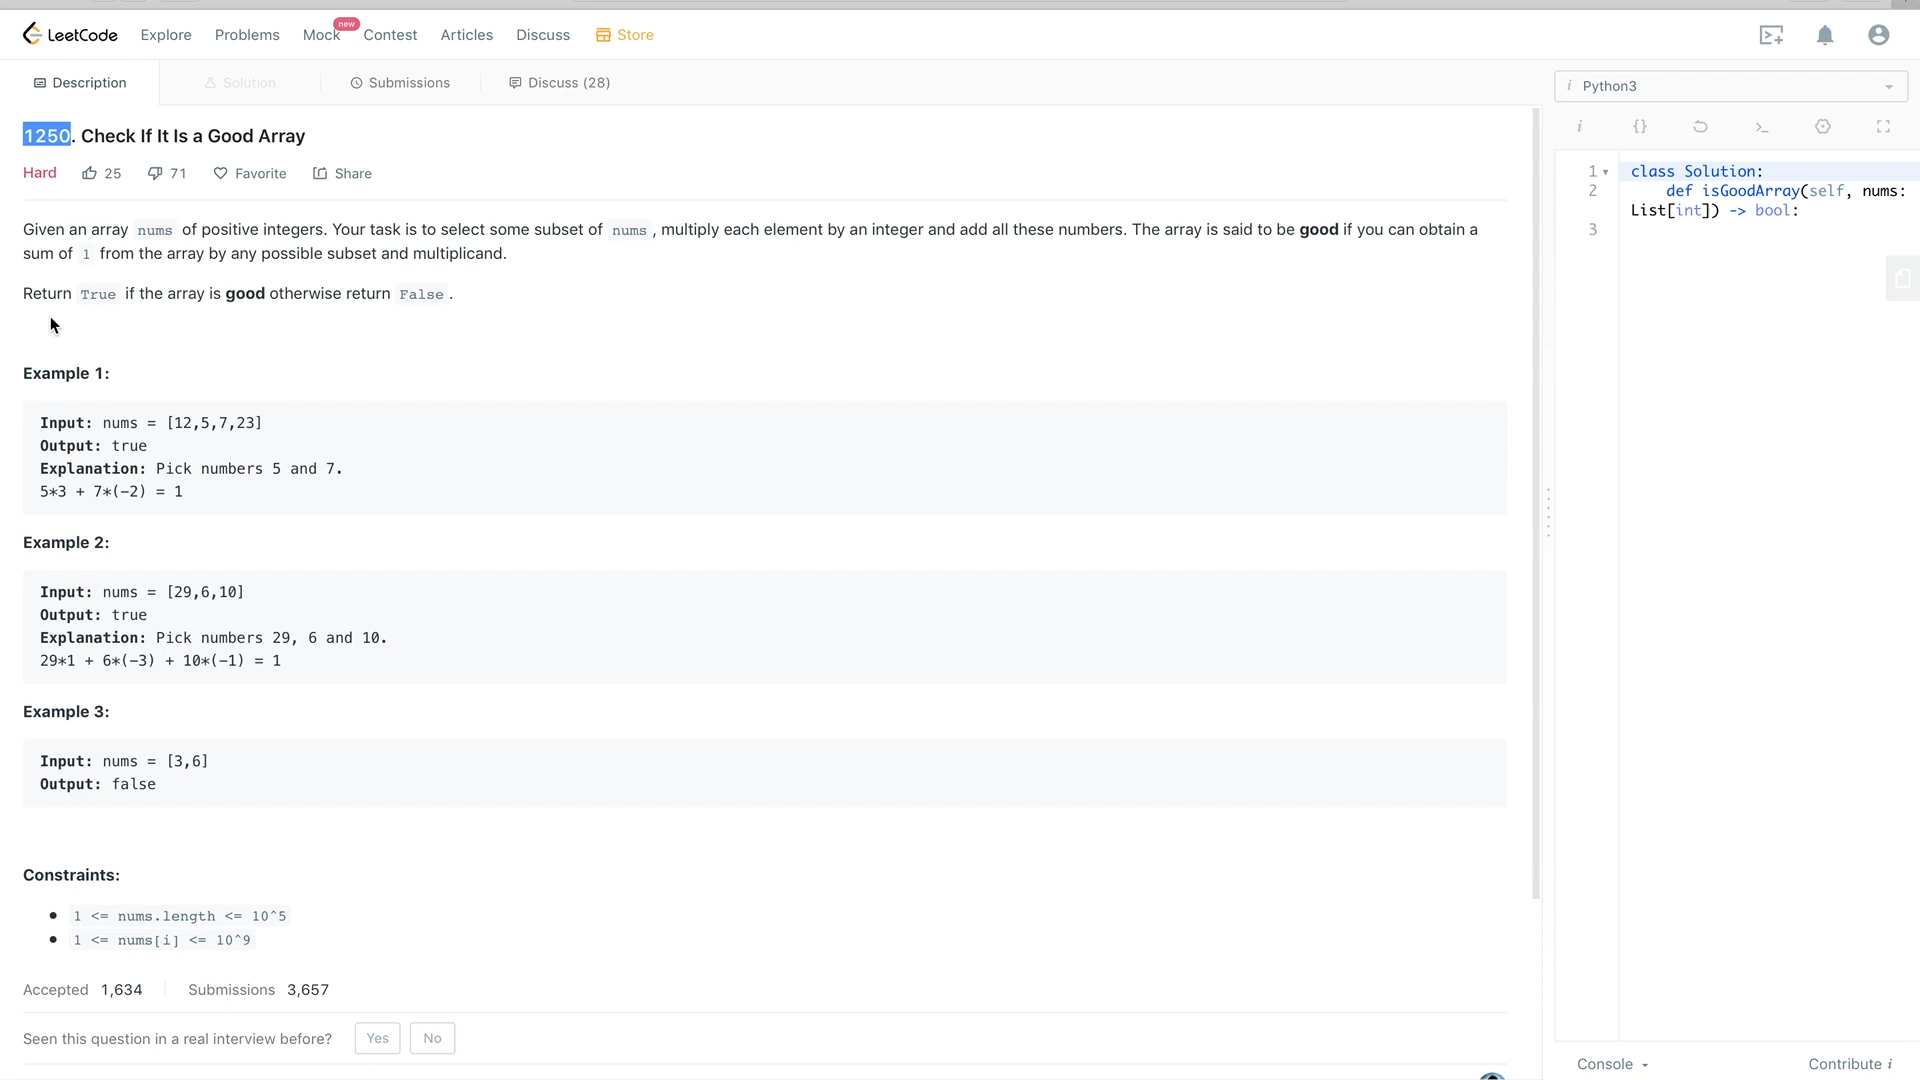 LeetCode Explore Problems Mock new Contest Articles Discuss Store
Description Solution Submissions Discuss (28)
i Python3
1250. Check If It Is a Good Array
Hard 25 71 Favorite Share
Given an array nums of positive integers. Your task is to select some subset of nums, multiply each element by an integer and add all these numbers. The array is said to be good if you can obtain a
sum of 1 from the array by any possible subset and multiplicand.
Return True if the array is good otherwise return False.
Example 1:
Input: nums = [12,5,7,23]
Output: true
Explanation: Pick numbers 5 and 7.
5*3 + 7*(-2) = 1
Example 2:
Input: nums = [29,6,10]
Output: true
Explanation: Pick numbers 29, 6 and 10.
29*1 + 6*(-3) + 10*(-1) = 1
Example 3:
Input: nums = [3,6]
Output: false
Constraints:
1 <= nums.length <= 10^5
1 <= nums[i] <= 10^9
Accepted 1,634 Submissions 3,657
Seen this question in a real interview before? Yes No
i {}
1 class Solution:
2 def isGoodArray(self, nums:
List[int]) -> bool:
3
Console Contribute i